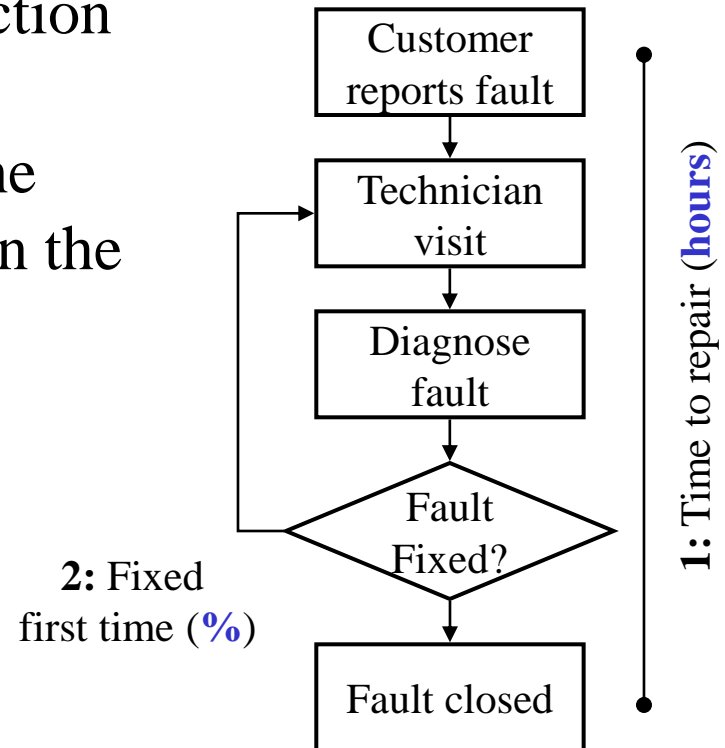 ction
ne
n the
Customer
reports fault
Technician
visit
Diagnose
fault
Fault
Fixed?
2: Fixed
first time (%)
Fault closed
1: Time to repair (hours)